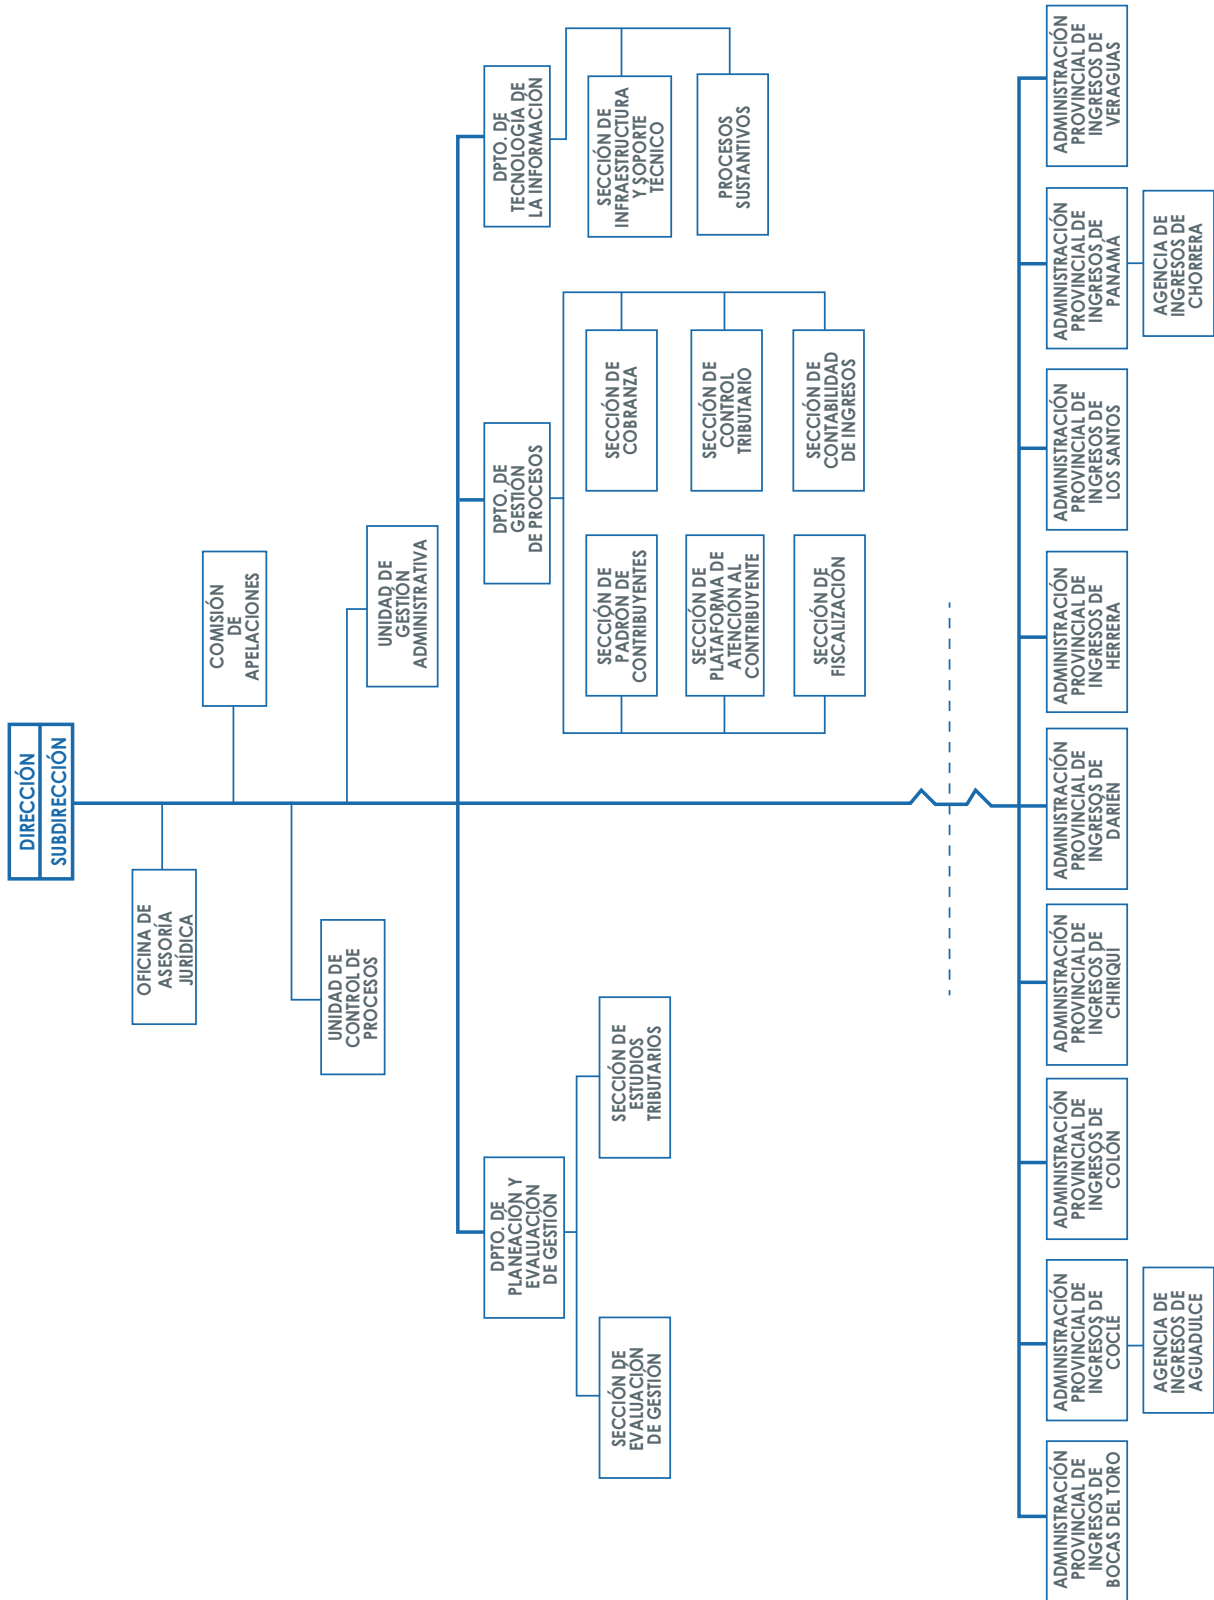 DIRECCIÓN
SUBDIRECCIÓN
OFICINA DE
ASESORÍA
JURÍDICA
COMISIÓN
DE
APELACIONES
UNIDAD DE
CONTROL DE
PROCESOS
UNIDAD DE
GESTIÓN
ADMINISTRATIVA
DPTO. DE
PLANEACIÓN Y
EVALUACIÓN
DE GESTIÓN
SECCIÓN DE
EVALUACIÓN
DE GESTIÓN
SECCIÓN DE
ESTUDIOS
TRIBUTARIOS
DPTO. DE
GESTIÓN
DE PROCESOS
SECCIÓN DE
PADRÓN DE
CONTRIBUYENTES
SECCIÓN DE
PLATAFORMA DE
ATENCIÓN AL
CONTRIBUYENTE
SECCIÓN DE
FISCALIZACIÓN
SECCIÓN DE
COBRANZA
SECCIÓN DE
CONTROL
TRIBUTARIO
SECCIÓN DE
CONTABILIDAD
DE INGRESOS
DPTO. DE
TECNOLOGÍA DE
LA INFORMACIÓN
SECCIÓN DE
INFRAESTRUCTURA
Y SOPORTE
TÉCNICO
PROCESOS
SUSTANTIVOS
ADMINISTRACIÓN
PROVINCIAL DE
INGRESOS DE
BOCAS DEL TORO
ADMINISTRACIÓN
PROVINCIAL DE
INGRESOS DE
COCLÉ
AGENCIA DE
INGRESOS DE
AGUADULCE
ADMINISTRACIÓN
PROVINCIAL DE
INGRESOS DE
COLÓN
ADMINISTRACIÓN
PROVINCIAL DE
INGRESOS DE
CHIRIQUÍ
ADMINISTRACIÓN
PROVINCIAL DE
INGRESOS DE
DARIÉN
ADMINISTRACIÓN
PROVINCIAL DE
INGRESOS DE
HERRERA
ADMINISTRACIÓN
PROVINCIAL DE
INGRESOS DE
LOS SANTOS
ADMINISTRACIÓN
PROVINCIAL DE
INGRESOS DE
PANAMÁ
AGENCIA DE
INGRESOS DE
CHORRERA
ADMINISTRACIÓN
PROVINCIAL DE
INGRESOS DE
VERAGUAS